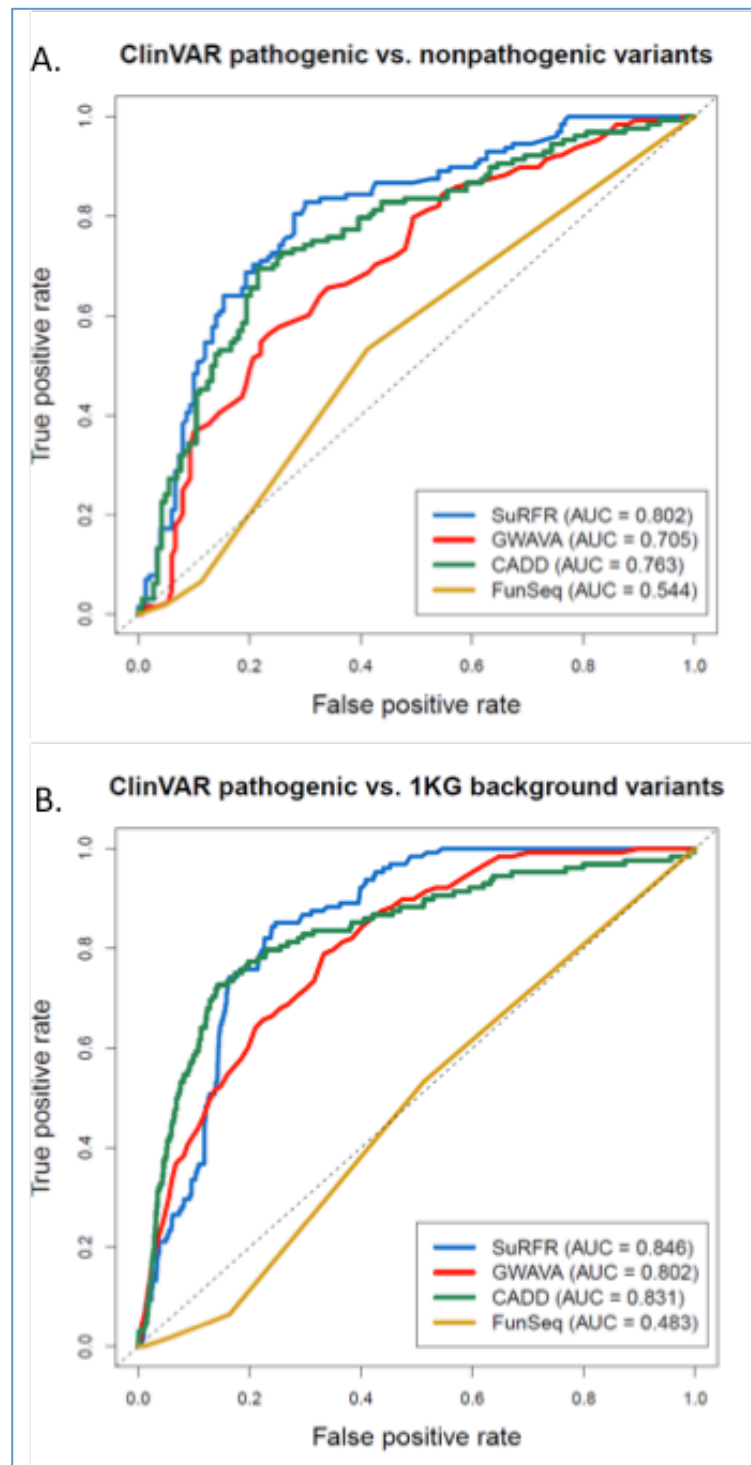 A.
ClinVAR pathogenic vs. nonpathogenic variants
True positive rate
1.0
0.8
0.6
0.4
0.2
0.0
SuRFR (AUC = 0.802)
GWAVA (AUC = 0.705)
CADD (AUC = 0.763)
FunSeq (AUC = 0.544)
0.0 0.2 0.4 0.6 0.8 1.0
False positive rate
B.
ClinVAR pathogenic vs. 1KG background variants
True positive rate
1.0
0.8
0.6
0.4
0.2
0.0
SuRFR (AUC = 0.846)
GWAVA (AUC = 0.802)
CADD (AUC = 0.831)
FunSeq (AUC = 0.483)
0.0 0.2 0.4 0.6 0.8 1.0
False positive rate